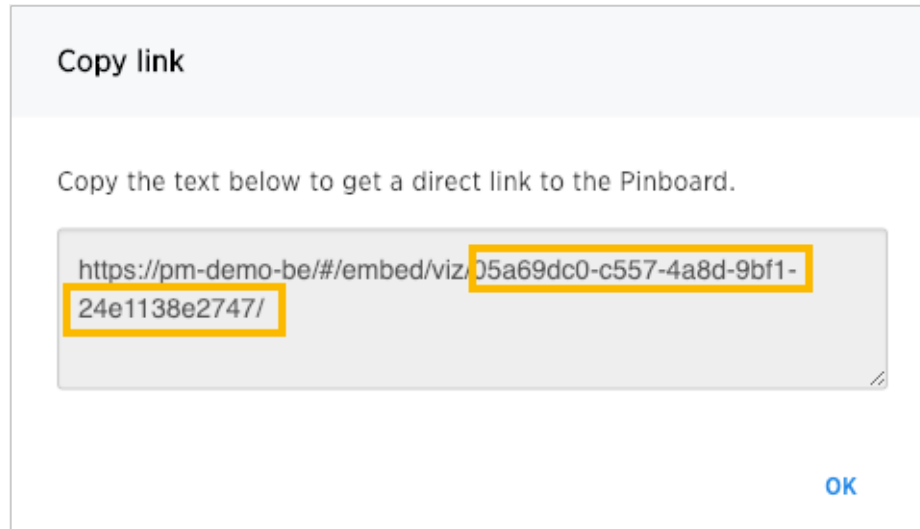 Copy link
Copy the text below to get a direct link to the Pinboard.
https://pm-demo-be/#/embed/viz/05a69dc0-c557-4a8d-9bf1-
24e1138e2747/
OK